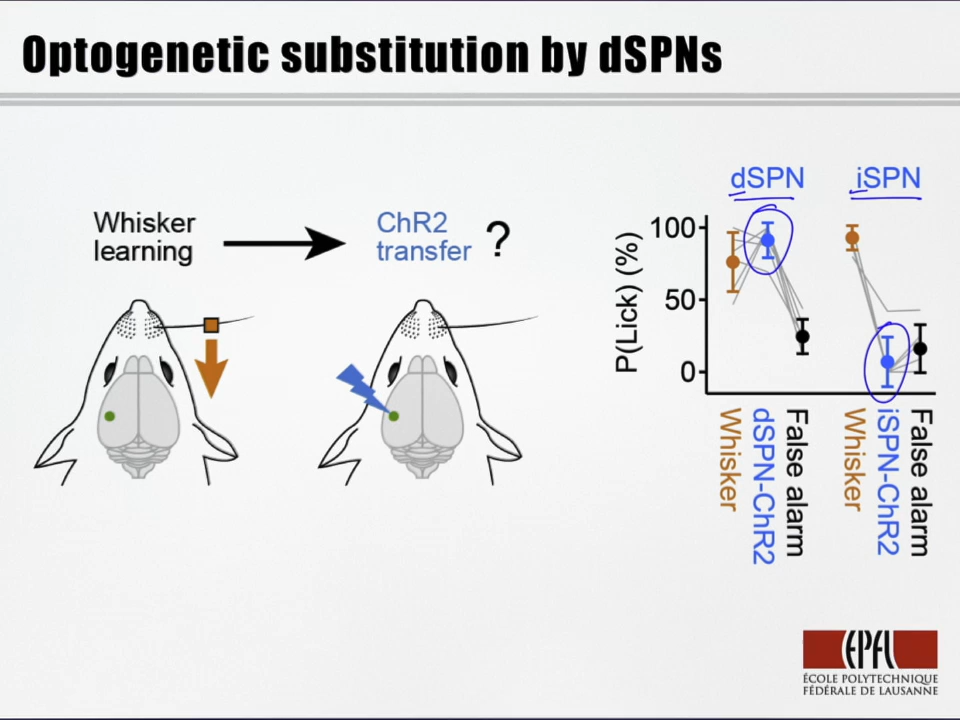 Optogenetic substitution by dSPNs
Whisker
learning
ChR2
transfer ?
dSPN
iSPN
P(Lick) (%)
100
50
0
Whisker
dSPN-ChR2
False alarm
Whisker
iSPN-ChR2
False alarm
EPFL
ÉCOLE POLYTECHNIQUE
FÉDÉRALE DE LAUSANNE